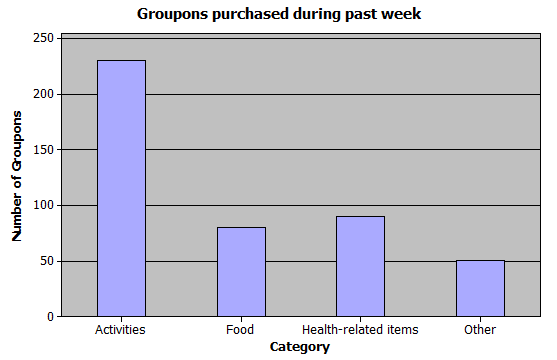 Groupons purchased during past week
Number of Groupons
250
200
150
100
50
0
Activities
Food
Health-related items
Other
Category